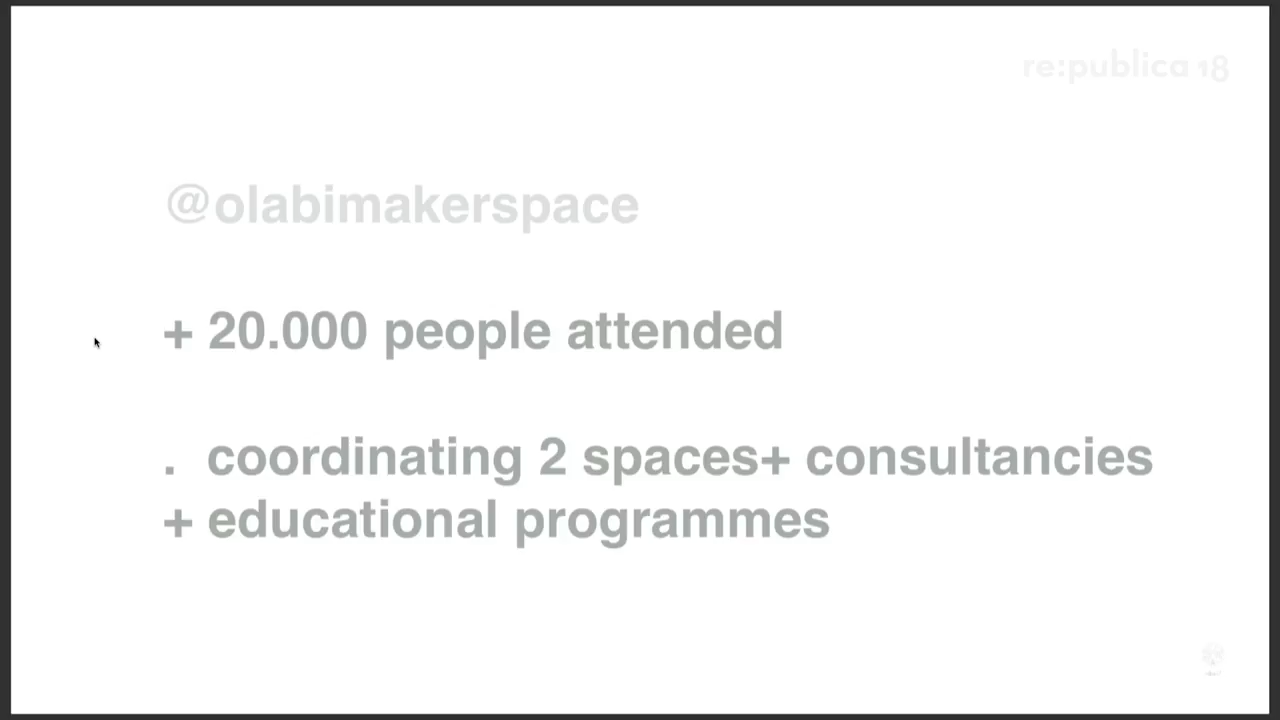 re:publica 18
@olabimakerspace
+ 20.000 people attended
. coordinating 2 spaces+ consultancies
+ educational programmes